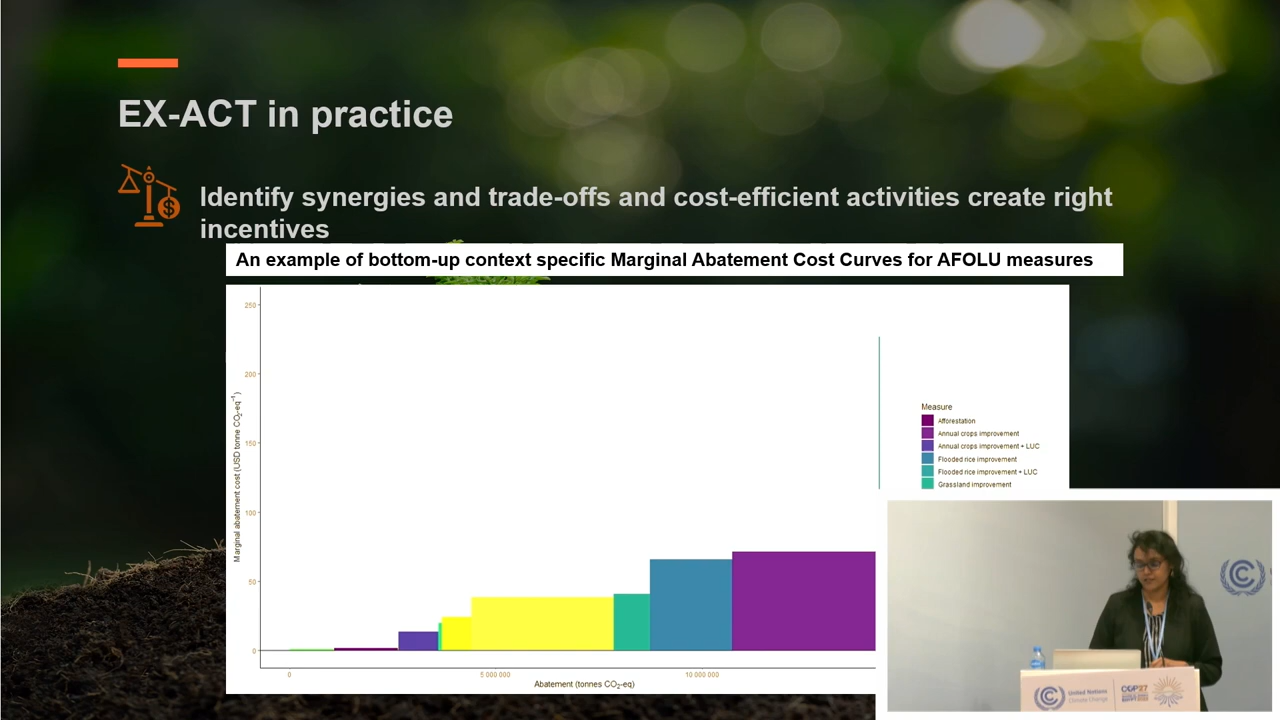 EX-ACT in practice
Identify synergies and trade-offs and cost-efficient activities create right
incentives
An example of bottom-up context specific Marginal Abatement Cost Curves for AFOLU measures
Marginal abatement cost (USD tonne CO₂-eq⁻¹)
250
200
150
100
50
0
0
5 000 000
10 000 000
Abatement (tonnes CO₂-eq)
Measure
Afforestation
Annual crops improvement
Annual crops improvement + LUC
Flooded rice improvement
Flooded rice improvement + LUC
Grassland improvement
United Nations
Climate Change
COP27